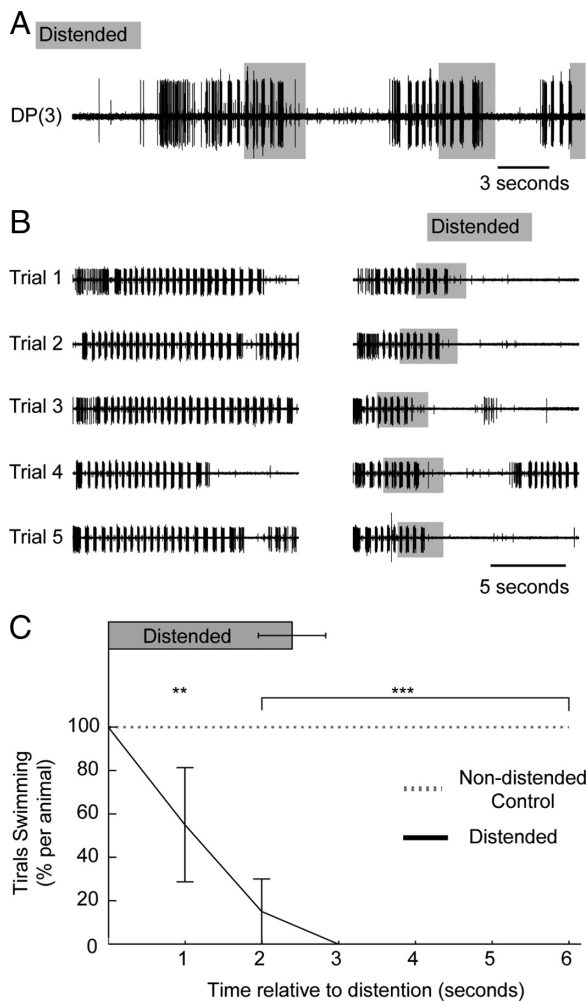 A
Distended
DP(3)
3 seconds
B
Distended
Trial 1
Trial 2
Trial 3
Trial 4
Trial 5
5 seconds
C
Distended
**
***
100
80
60
40
20
0
Tirals Swimming
(% per animal)
Non-distended
Control
Distended
1
2
3
4
5
6
Time relative to distention (seconds)